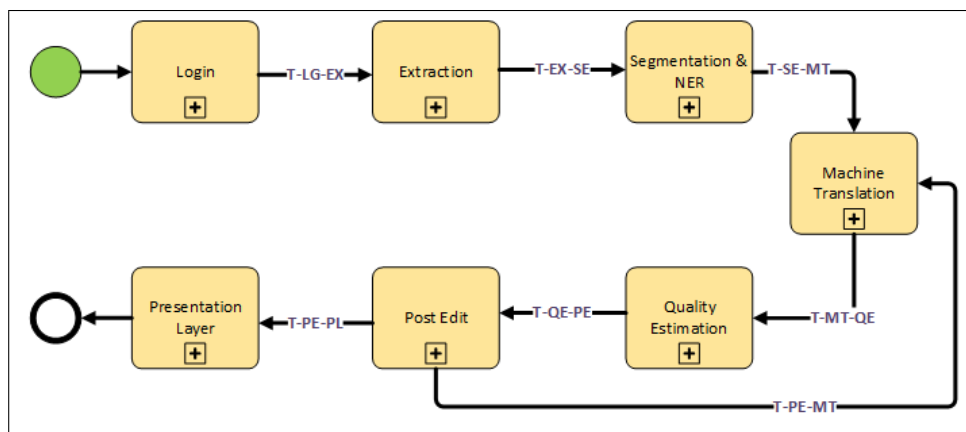 Login
T-LG-EX
Extraction
T-EX-SE
Segmentation &
NER
T-SE-MT
Machine
Translation
T-MT-QE
Quality
Estimation
T-QE-PE
Post Edit
T-PE-PL
Presentation
Layer
T-PE-MT